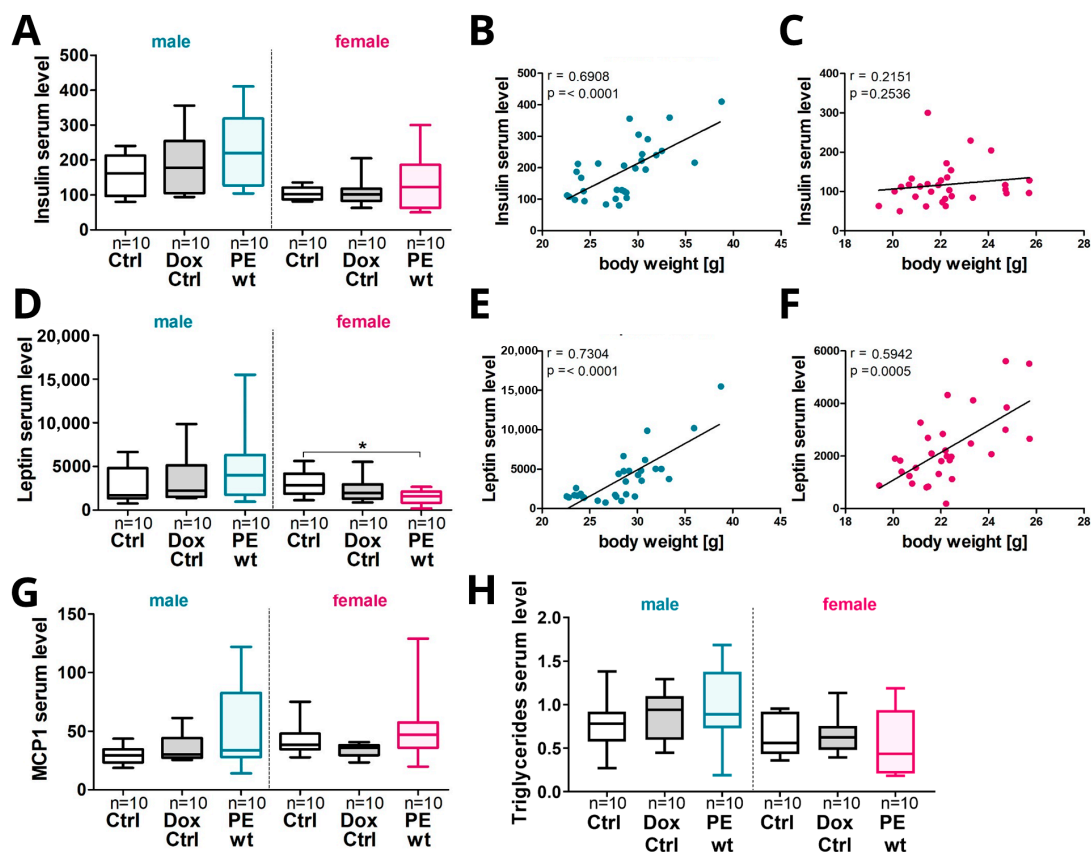 A
male
female
Insulin serum level
500
400
300
200
100
0
n=10 n=10 n=10 n=10 n=10 n=10
Ctrl Dox Ctrl PE wt Ctrl Dox Ctrl PE wt
B
r = 0.6908
p =< 0.0001
Insulin serum level
500
400
300
200
100
0
20 25 30 35 40 45
body weight [g]
C
r = 0.2151
p =0.2536
Insulin serum level
400
300
200
100
0
18 20 22 24 26 28
body weight [g]
D
male
female
Leptin serum level
20,000
15,000
10,000
5000
0
*
n=10 n=10 n=10 n=10 n=10 n=10
Ctrl Dox Ctrl PE wt Ctrl Dox Ctrl PE wt
E
r = 0.7304
p =< 0.0001
Leptin serum level
20,000
15,000
10,000
5000
0
20 25 30 35 40 45
body weight [g]
F
r = 0.5942
p =0.0005
Leptin serum level
6000
4000
2000
0
18 20 22 24 26 28
body weight [g]
G
male
female
MCP1 serum level
150
100
50
0
n=10 n=10 n=10 n=10 n=10 n=10
Ctrl Dox Ctrl PE wt Ctrl Dox Ctrl PE wt
H
male
female
Triglycerides serum level
2.0
1.5
1.0
0.5
0.0
n=10 n=10 n=10 n=10 n=10 n=10
Ctrl Dox Ctrl PE wt Ctrl Dox Ctrl PE wt